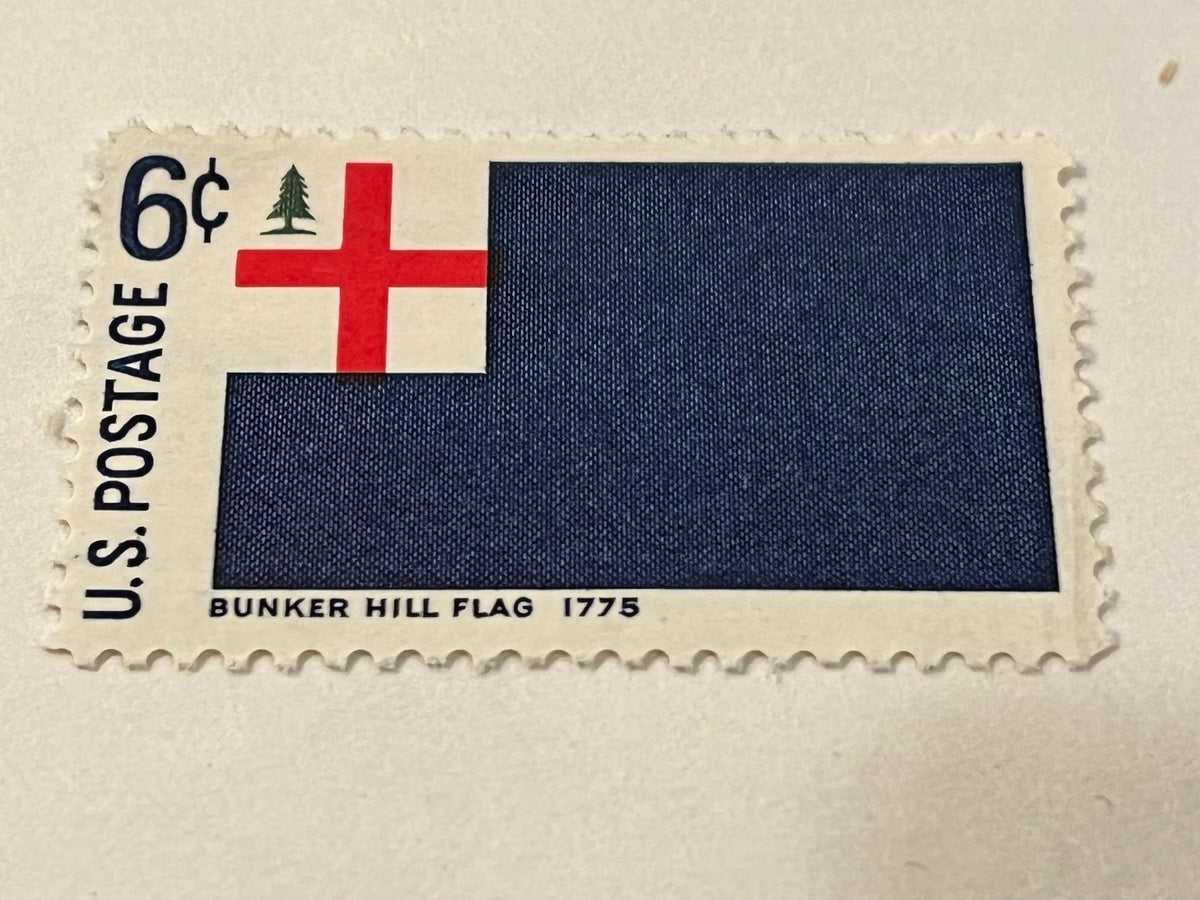 6¢
U.S. POSTAGE
BUNKER HILL FLAG 1775